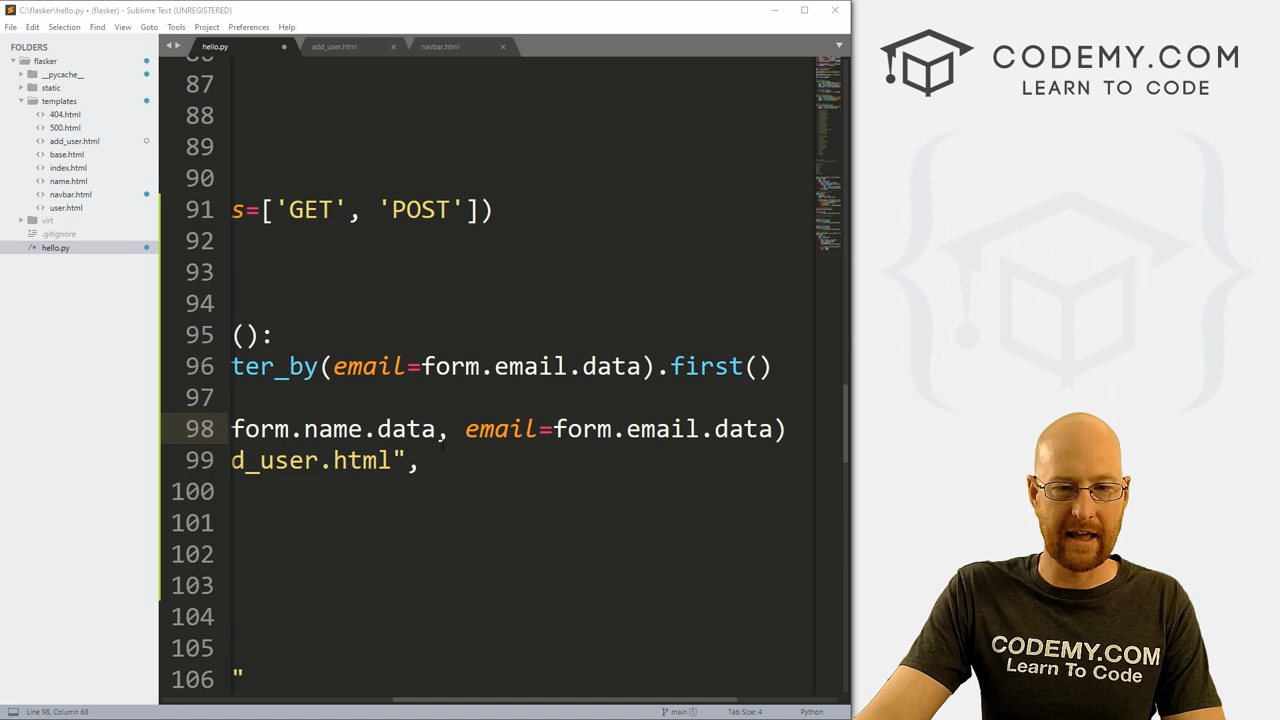 C:\flasker\hello.py • (flasker) - Sublime Text (UNREGISTERED)
File Edit Selection Find View Goto Tools Project Preferences Help
FOLDERS
flasker
__pycache__
static
templates
404.html
500.html
add_user.html
base.html
index.html
name.html
navbar.html
user.html
virt
.gitignore
/* hello.py
hello.py
add_user.html
navbar.html
87
88
89
90
91 s=['GET', 'POST'])
92
93
94
95 ():
96 ter_by(email=form.email.data).first()
97
98 form.name.data, email=form.email.data)
99 d_user.html",
100
101
102
103
104
105
106 "
Line 98, Column 68
main
Tab Size: 4
Python
CODEMY.COM
LEARN TO CODE
CODEMY.COM
Learn To Code